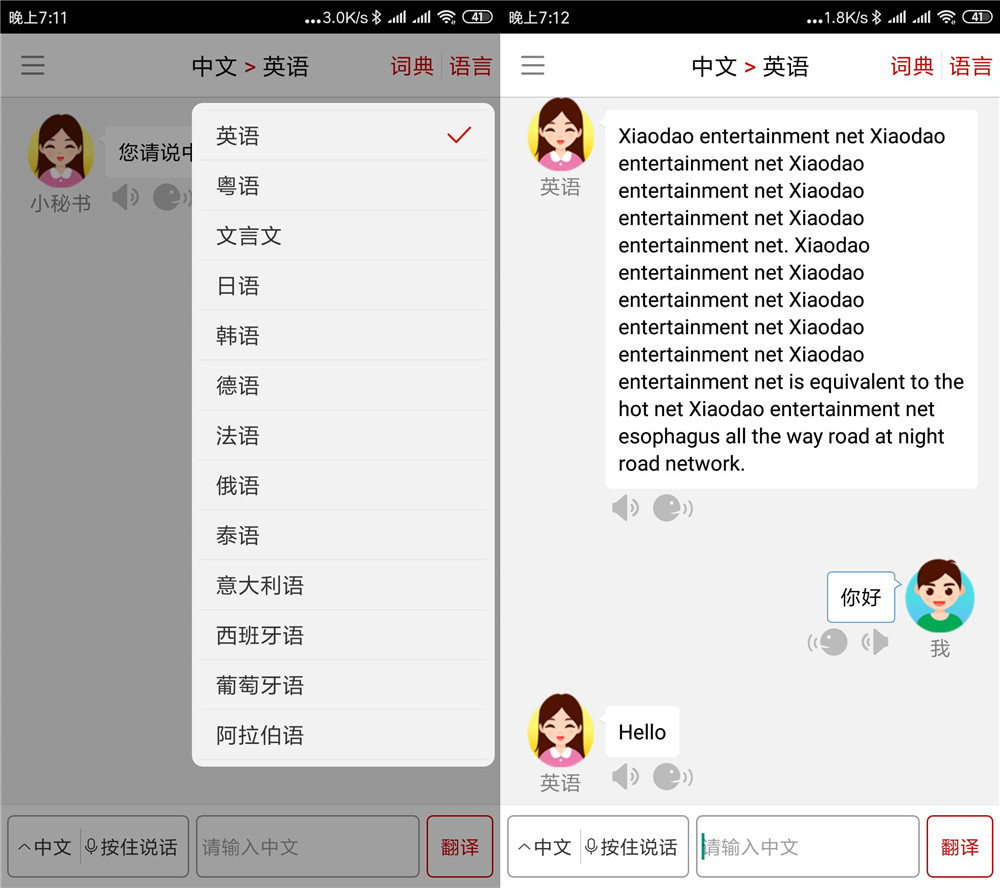 晚上7:11
...3.0K/s
41
中文 > 英语
词典
语言
您请说中
小秘书
英语
粤语
文言文
日语
韩语
德语
法语
俄语
泰语
意大利语
西班牙语
葡萄牙语
阿拉伯语
中文
按住说话
请输入中文
翻译
晚上7:12
...1.8K/s
41
中文 > 英语
词典
语言
Xiaodao entertainment net Xiaodao
entertainment net Xiaodao
entertainment net Xiaodao
entertainment net Xiaodao
entertainment net. Xiaodao
entertainment net Xiaodao
entertainment net Xiaodao
entertainment net Xiaodao
entertainment net Xiaodao
entertainment net is equivalent to the
hot net Xiaodao entertainment net
esophagus all the way road at night
road network.
英语
你好
我
Hello
英语
中文
按住说话
请输入中文
翻译